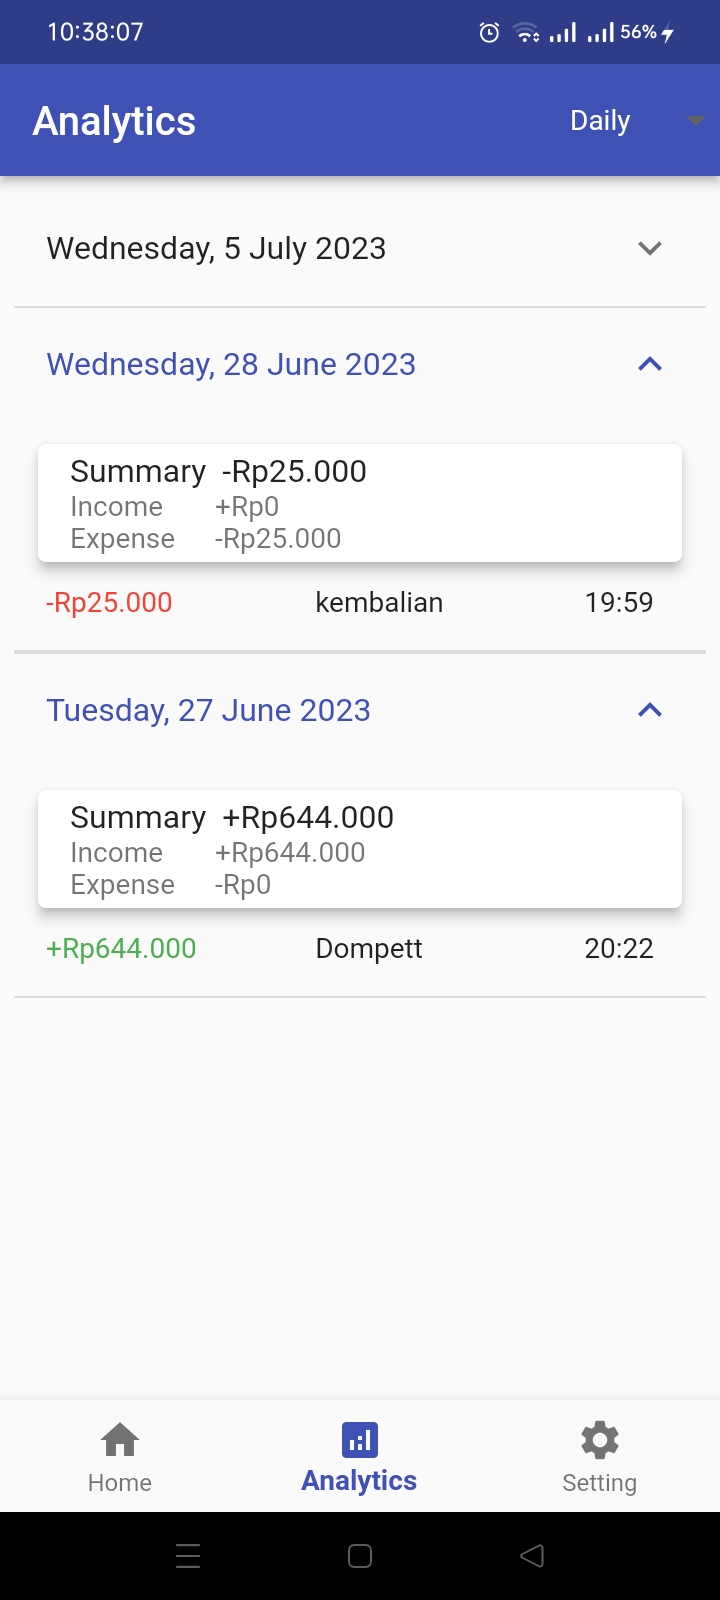 10:38:07 56%
Analytics Daily
Wednesday, 5 July 2023
Wednesday, 28 June 2023
Summary -Rp25.000
Income +Rp0
Expense -Rp25.000
-Rp25.000 kembalian 19:59
Tuesday, 27 June 2023
Summary +Rp644.000
Income +Rp644.000
Expense -Rp0
+Rp644.000 Dompett 20:22
Home Analytics Setting